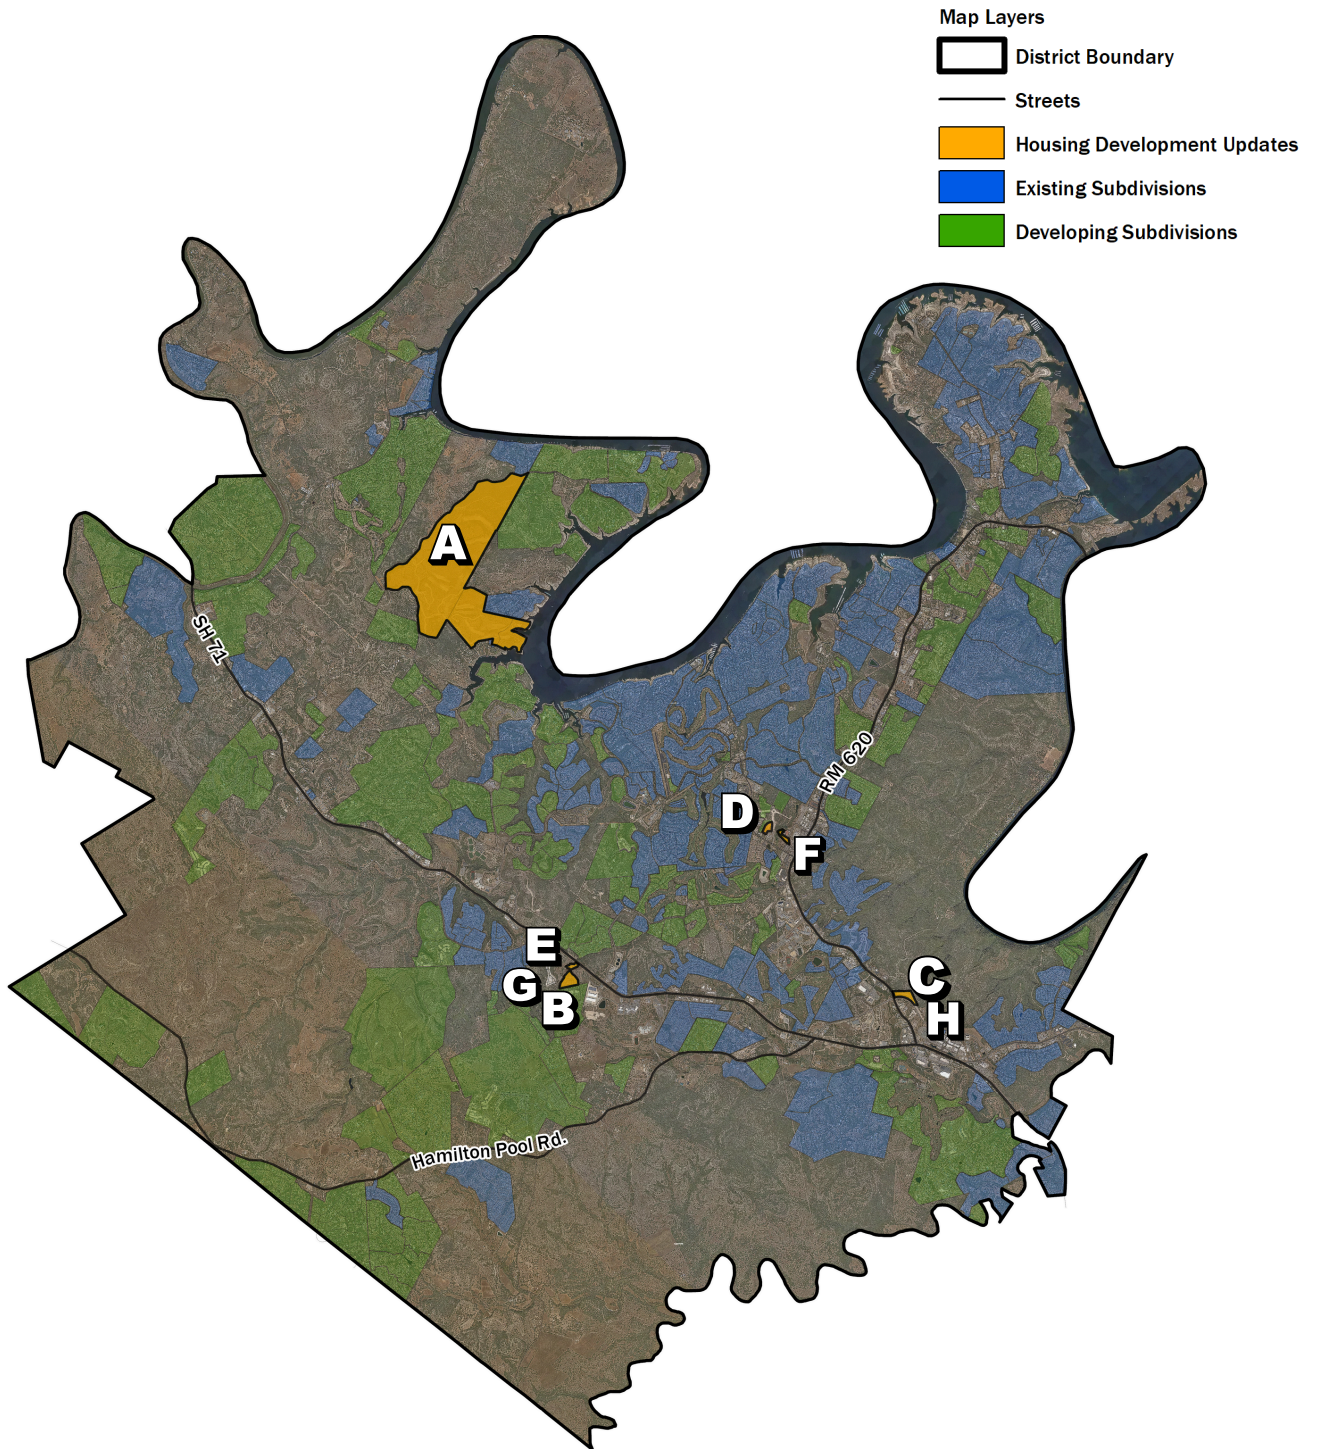 Map Layers
District Boundary
Streets
Housing Development Updates
Existing Subdivisions
Developing Subdivisions
A
SH 71
RM 620
D
F
E
G
B
C
H
Hamilton Pool Rd.